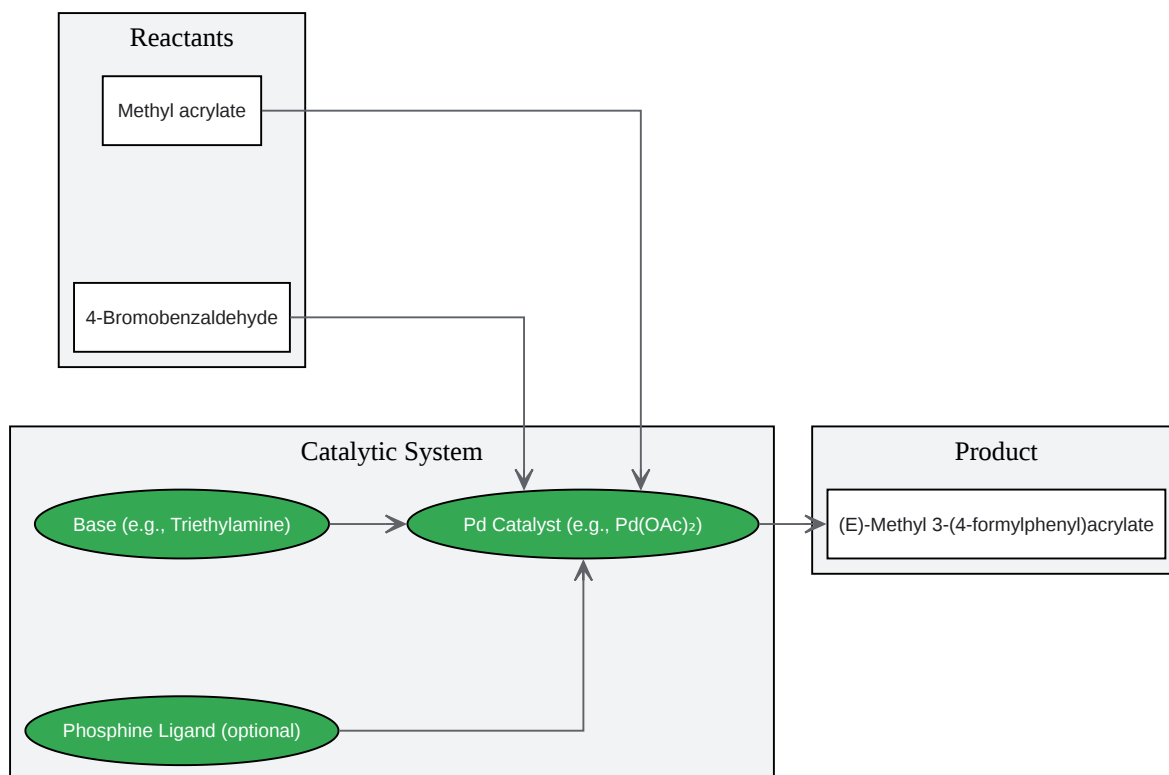 Reactants
Methyl acrylate
4-Bromobenzaldehyde
Catalytic System
Product
Base (e.g., Triethylamine)
Pd Catalyst (e.g., Pd(OAc)₂)
(E)-Methyl 3-(4-formylphenyl)acrylate
Phosphine Ligand (optional)